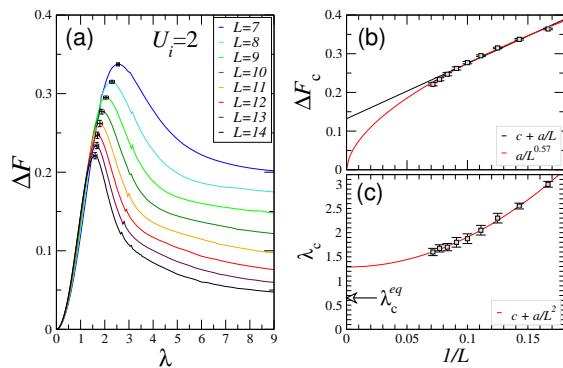 (a)
U_i=2
L=7
L=8
L=9
L=10
L=11
L=12
L=13
L=14
ΔF
0.4
0.3
0.2
0.1
0
0 1 2 3 4 5 6 7 8 9
λ
(b)
ΔF_c
0.4
0.3
0.2
0.1
0
c + a/L
a/L^0.57
(c)
λ_c
3
2.5
2
1.5
1
0.5
0
λ_c^eq
c + a/L^2
0 0.05 0.1 0.15
1/L